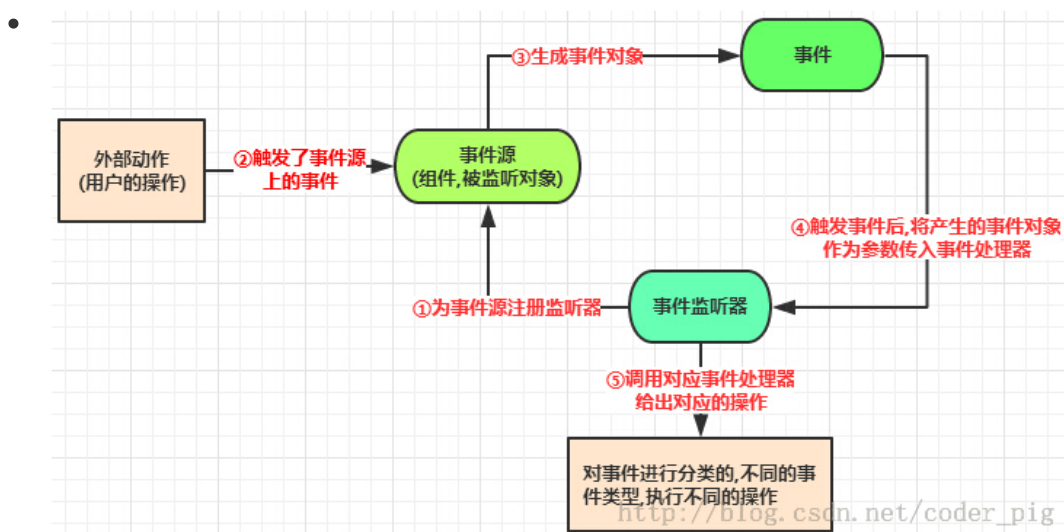 ③生成事件对象
事件
外部动作
(用户的操作)
②触发了事件源
上的事件
事件源
(组件,被监听对象)
④触发事件后,将产生的事件对象
作为参数传入事件处理器
①为事件源注册监听器
事件监听器
⑤调用对应事件处理器
给出对应的操作
对事件进行分类的,不同的事
件类型,执行不同的操作
http://blog.csdn.net/coder_pig